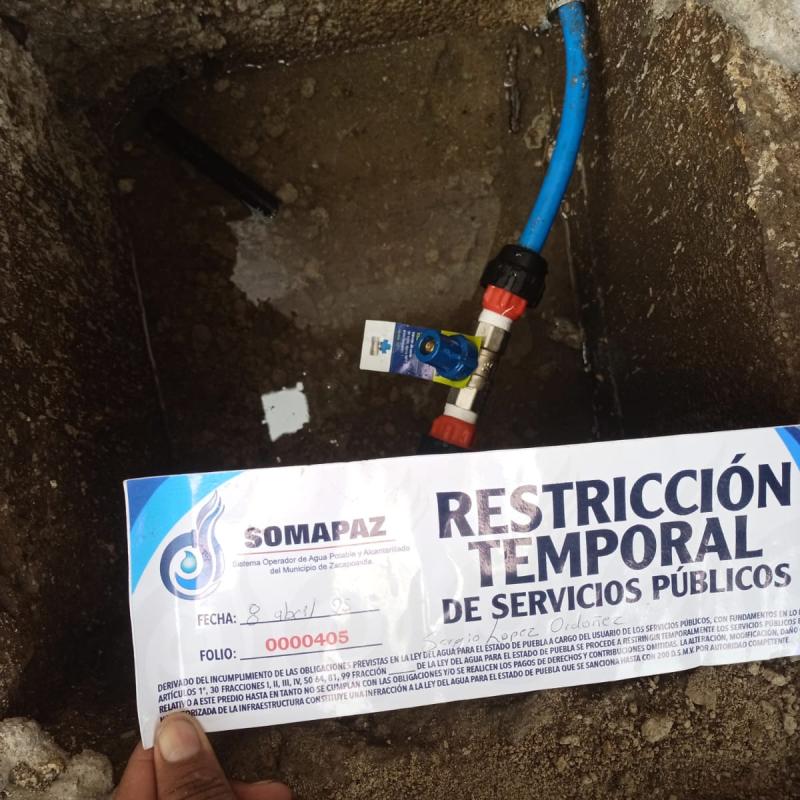 SOMAPAZ
Sistema Operador de Agua Potable y Alcantarillado
del Municipio de Zacapoaxtla.
RESTRICCIÓN
TEMPORAL
DE SERVICIOS PÚBLICOS
FECHA: 8 abril 25
FOLIO: 0000405
Sergio Lopez Ordoñez
DERIVADO DEL INCUMPLIMIENTO DE LAS OBLIGACIONES PREVISTAS EN LA LEY DEL AGUA PARA EL ESTADO DE PUEBLA A CARGO DEL USUARIO DE LOS SERVICIOS PÚBLICOS, CON FUNDAMENTOS EN LO
ARTÍCULOS 1°, 30 FRACCIONES I, II, III, IV, 50 64, 81, 99 FRACCIÓN ____ DE LA LEY DEL AGUA PARA EL ESTADO DE PUEBLA SE PROCEDE A RESTRINGIR TEMPORALMENTE LOS SERVICIOS PÚBLICOS
RELATIVO A ESTE PREDIO HASTA EN TANTO NO SE CUMPLAN CON LAS OBLIGACIONES Y/O SE REALICEN LOS PAGOS DE DERECHOS Y CONTRIBUCIONES OMITIDAS. LA ALTERACIÓN, MODIFICACIÓN, DAÑO
AUTORIZADA DE LA INFRAESTRUCTURA CONSTITUYE UNA INFRACCIÓN A LA LEY DEL AGUA PARA EL ESTADO DE PUEBLA QUE SE SANCIONA HASTA CON 200 D.S.M.V. POR AUTORIDAD COMPETENTE.